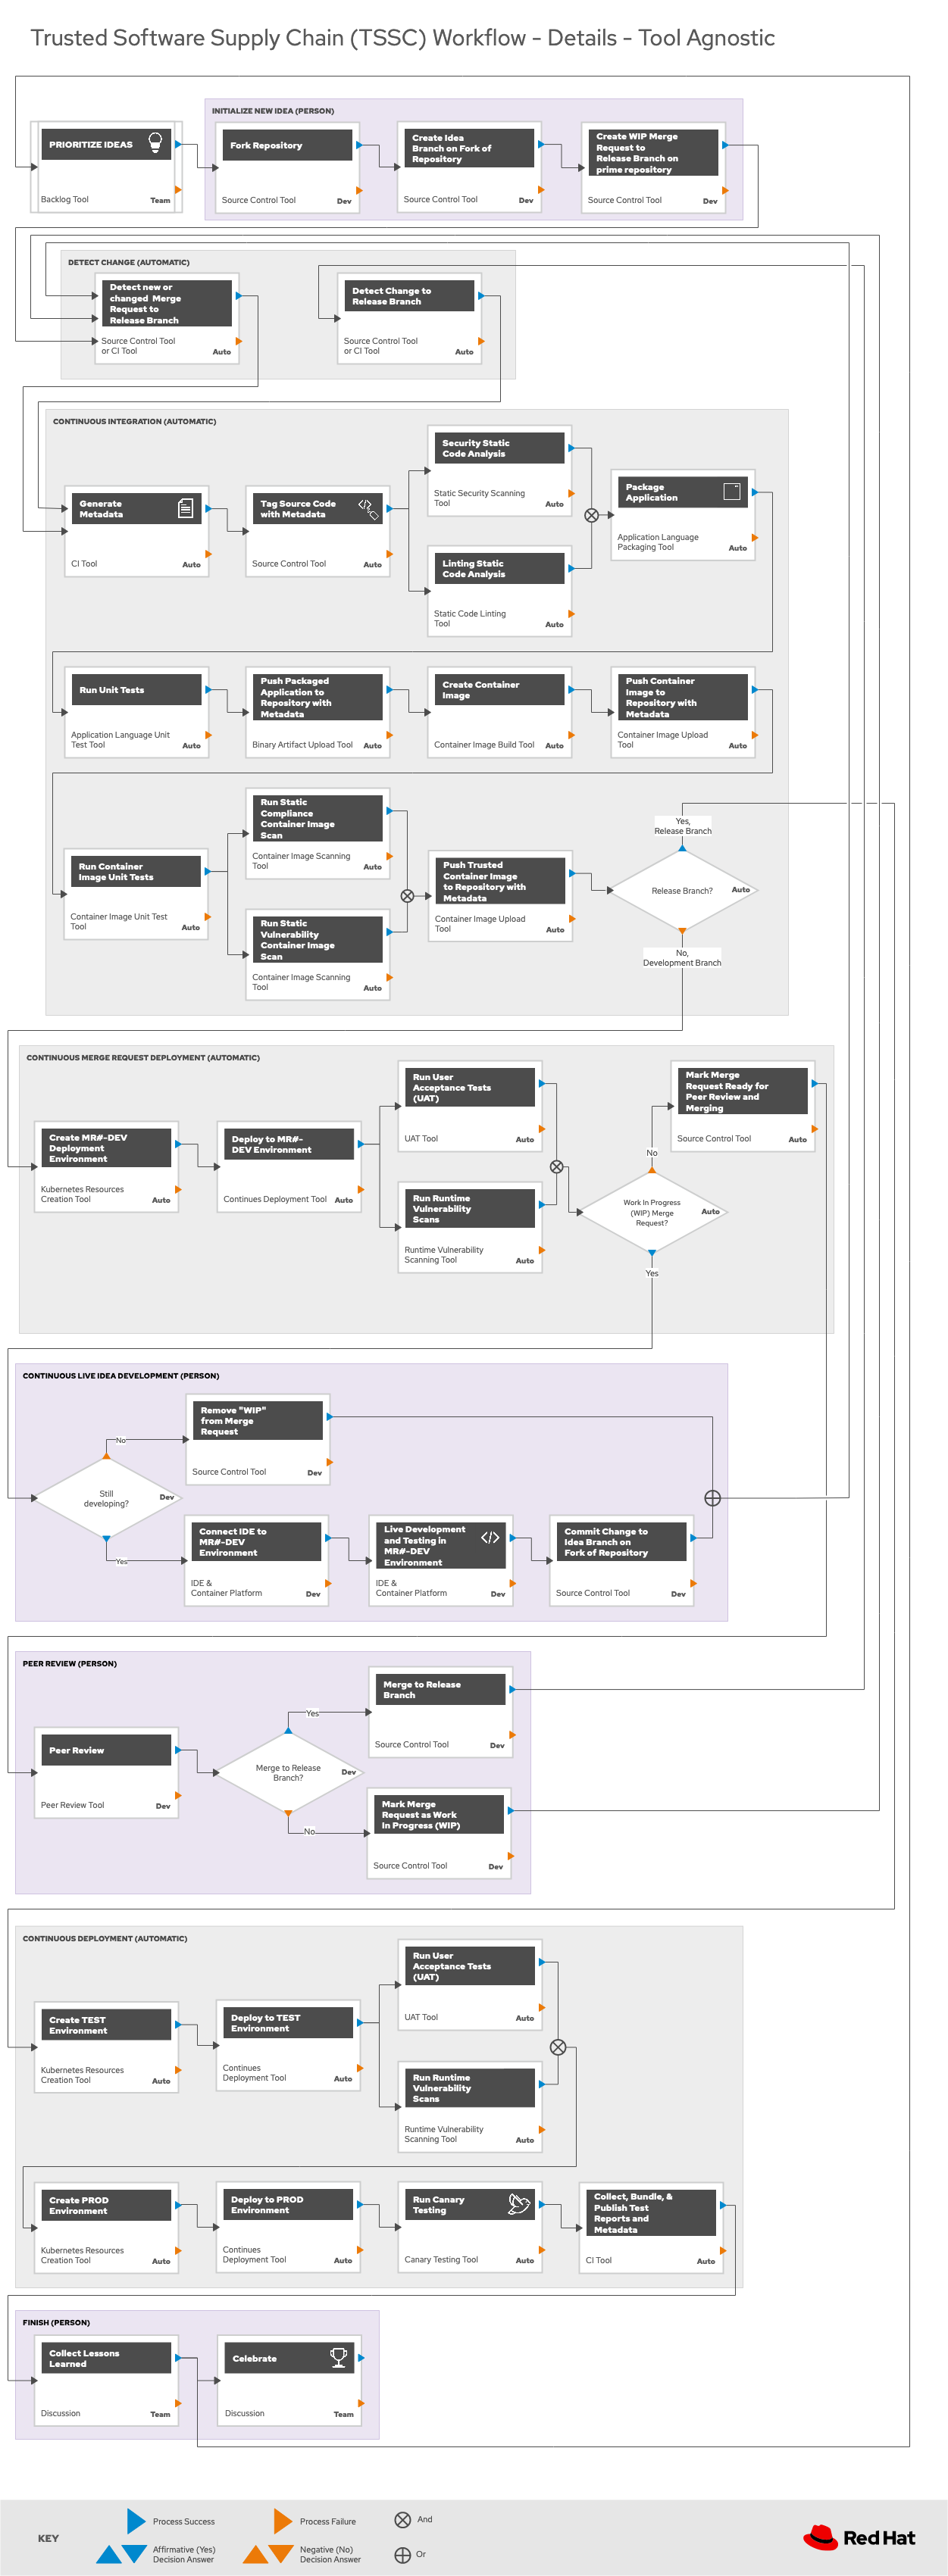 Trusted Software Supply Chain (TSSC) Workflow - Details - Tool Agnostic
INITIALIZE NEW IDEA (PERSON)
PRIORITIZE IDEAS
Backlog Tool
Team
Fork Repository
Source Control Tool
Dev
Create Idea
Branch on Fork of
Repository
Source Control Tool
Dev
Create WIP Merge
Request to
Release Branch on
prime repository
Source Control Tool
Dev
DETECT CHANGE (AUTOMATIC)
Detect new or
changed Merge
Request to
Release Branch
Source Control Tool
or CI Tool
Auto
Detect Change to
Release Branch
Source Control Tool
or CI Tool
Auto
CONTINUOUS INTEGRATION (AUTOMATIC)
Generate
Metadata
CI Tool
Auto
Tag Source Code
with Metadata
Source Control Tool
Auto
Security Static
Code Analysis
Static Security Scanning
Tool
Auto
Linting Static
Code Analysis
Static Code Linting
Tool
Auto
Package
Application
Application Language
Packaging Tool
Auto
Run Unit Tests
Application Language Unit
Test Tool
Auto
Push Packaged
Application to
Repository with
Metadata
Binary Artifact Upload Tool
Auto
Create Container
Image
Container Image Build Tool
Auto
Push Container
Image to
Repository with
Metadata
Container Image Upload
Tool
Auto
Run Container
Image Unit Tests
Container Image Unit Test
Tool
Auto
Run Static
Compliance
Container Image
Scan
Container Image Scanning
Tool
Auto
Run Static
Vulnerability
Container Image
Scan
Container Image Scanning
Tool
Auto
Push Trusted
Container Image
to Repository with
Metadata
Container Image Upload
Tool
Auto
Yes,
Release Branch
Release Branch?
Auto
No,
Development Branch
CONTINUOUS MERGE REQUEST DEPLOYMENT (AUTOMATIC)
Create MR#-DEV
Deployment
Environment
Kubernetes Resources
Creation Tool
Auto
Deploy to MR#-
DEV Environment
Continues Deployment Tool
Auto
Run User
Acceptance Tests
(UAT)
UAT Tool
Auto
Run Runtime
Vulnerability
Scans
Runtime Vulnerability
Scanning Tool
Auto
Mark Merge
Request Ready for
Peer Review and
Merging
Source Control Tool
Auto
No
Work In Progress
(WIP) Merge
Request?
Auto
Yes
CONTINUOUS LIVE IDEA DEVELOPMENT (PERSON)
Remove "WIP"
from Merge
Request
Source Control Tool
Dev
No
Still
developing?
Dev
Yes
Connect IDE to
MR#-DEV
Environment
IDE &
Container Platform
Dev
Live Development
and Testing in
MR#-DEV
Environment
IDE &
Container Platform
Dev
Commit Change to
Idea Branch on
Fork of Repository
Source Control Tool
Dev
PEER REVIEW (PERSON)
Peer Review
Peer Review Tool
Dev
Yes
Merge to Release
Branch?
Dev
No
Merge to Release
Branch
Source Control Tool
Dev
Mark Merge
Request as Work
In Progress (WIP)
Source Control Tool
Dev
CONTINUOUS DEPLOYMENT (AUTOMATIC)
Create TEST
Environment
Kubernetes Resources
Creation Tool
Auto
Deploy to TEST
Environment
Continues
Deployment Tool
Auto
Run User
Acceptance Tests
(UAT)
UAT Tool
Auto
Run Runtime
Vulnerability
Scans
Runtime Vulnerability
Scanning Tool
Auto
Create PROD
Environment
Kubernetes Resources
Creation Tool
Auto
Deploy to PROD
Environment
Continues
Deployment Tool
Auto
Run Canary
Testing
Canary Testing Tool
Auto
Collect, Bundle, &
Publish Test
Reports and
Metadata
CI Tool
Auto
FINISH (PERSON)
Collect Lessons
Learned
Discussion
Team
Celebrate
Discussion
Team
KEY
Process Success
Affirmative (Yes)
Decision Answer
Process Failure
Negative (No)
Decision Answer
And
Or
Red Hat